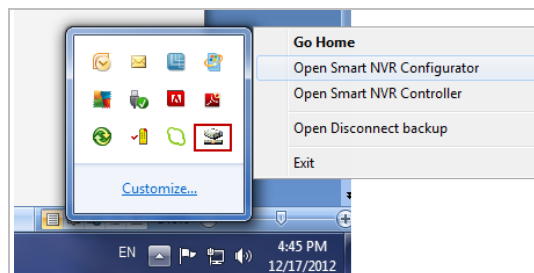 Go Home
Open Smart NVR Configurator
Open Smart NVR Controller
Open Disconnect backup
Exit
Customize...
EN
4:45 PM
12/17/2012